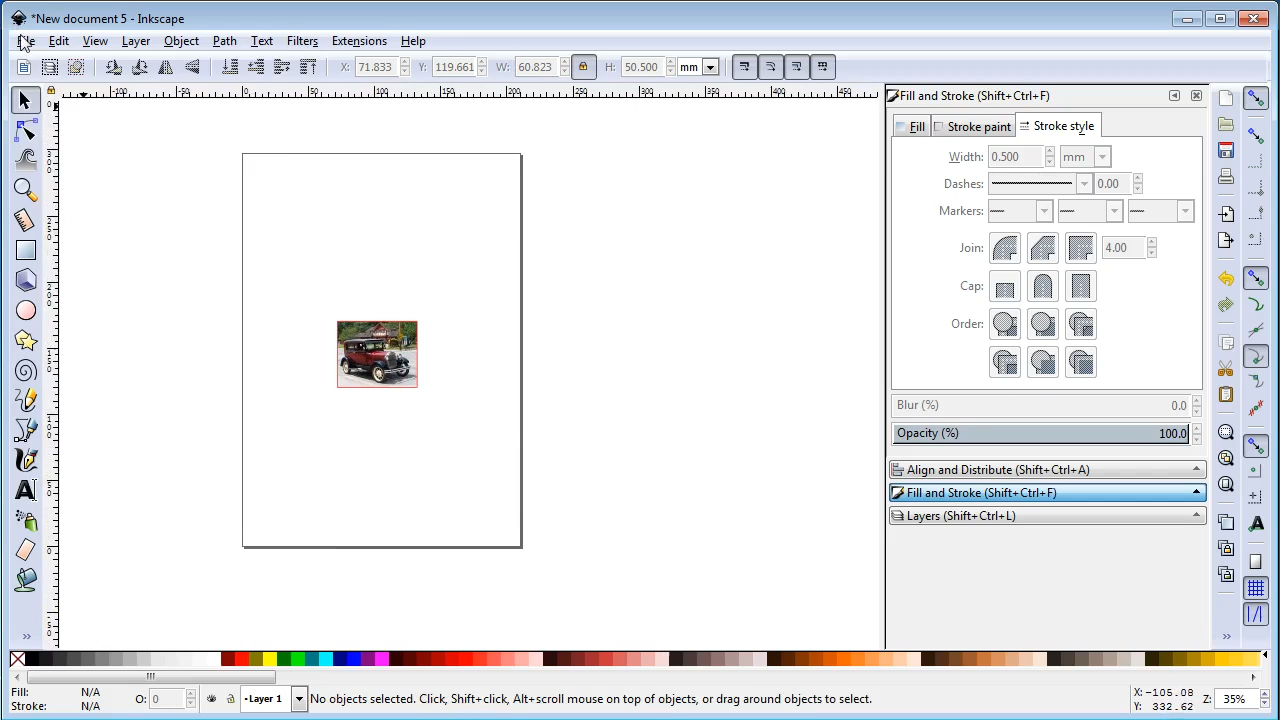 *New document 5 - Inkscape
File Edit View Layer Object Path Text Filters Extensions Help
X: 71.833 Y: 119.661 W: 60.823 H: 50.500 mm
Fill and Stroke (Shift+Ctrl+F)
Fill Stroke paint Stroke style
Width: 0.500 mm
Dashes: 0.00
Markers:
Join: 4.00
Cap:
Order:
Blur (%) 0.0
Opacity (%) 100.0
Align and Distribute (Shift+Ctrl+A)
Fill and Stroke (Shift+Ctrl+F)
Layers (Shift+Ctrl+L)
Fill: N/A
Stroke: N/A
O: 0
·Layer 1
No objects selected. Click, Shift+click, Alt+scroll mouse on top of objects, or drag around objects to select.
X: -105.08
Y: 332.62
Z: 35%